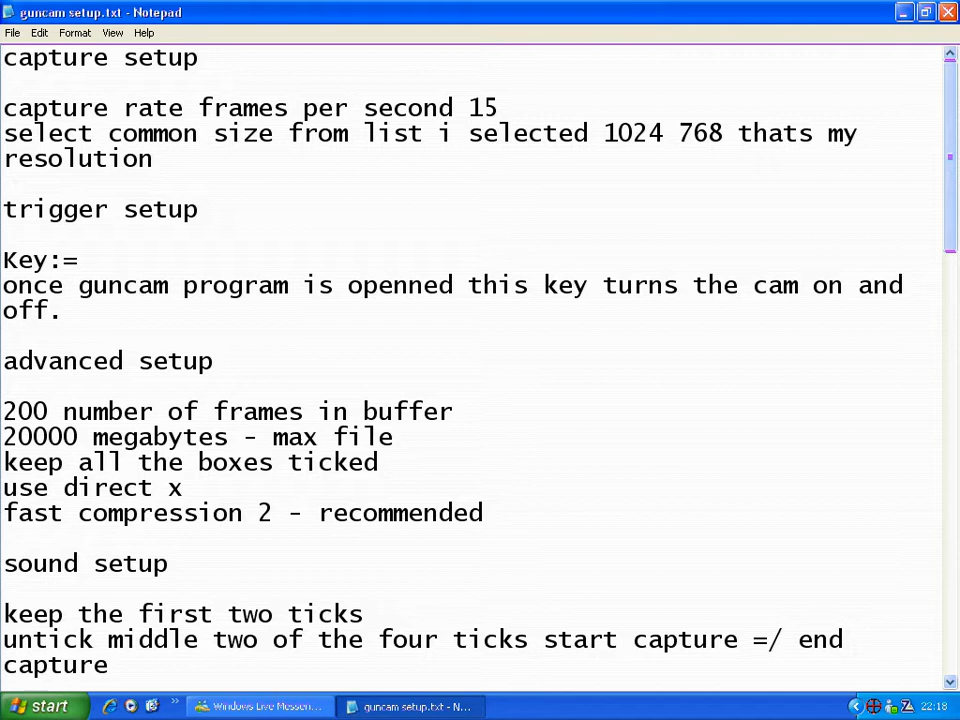 guncam setup.txt - Notepad
File Edit Format View Help
capture setup
capture rate frames per second 15
select common size from list i selected 1024 768 thats my
resolution
trigger setup
Key:=
once guncam program is openned this key turns the cam on and
off.
advanced setup
200 number of frames in buffer
20000 megabytes - max file
keep all the boxes ticked
use direct x
fast compression 2 - recommended
sound setup
keep the first two ticks
untick middle two of the four ticks start capture =/ end
capture
start Windows Live Messen... guncam setup.txt - N... 22:18